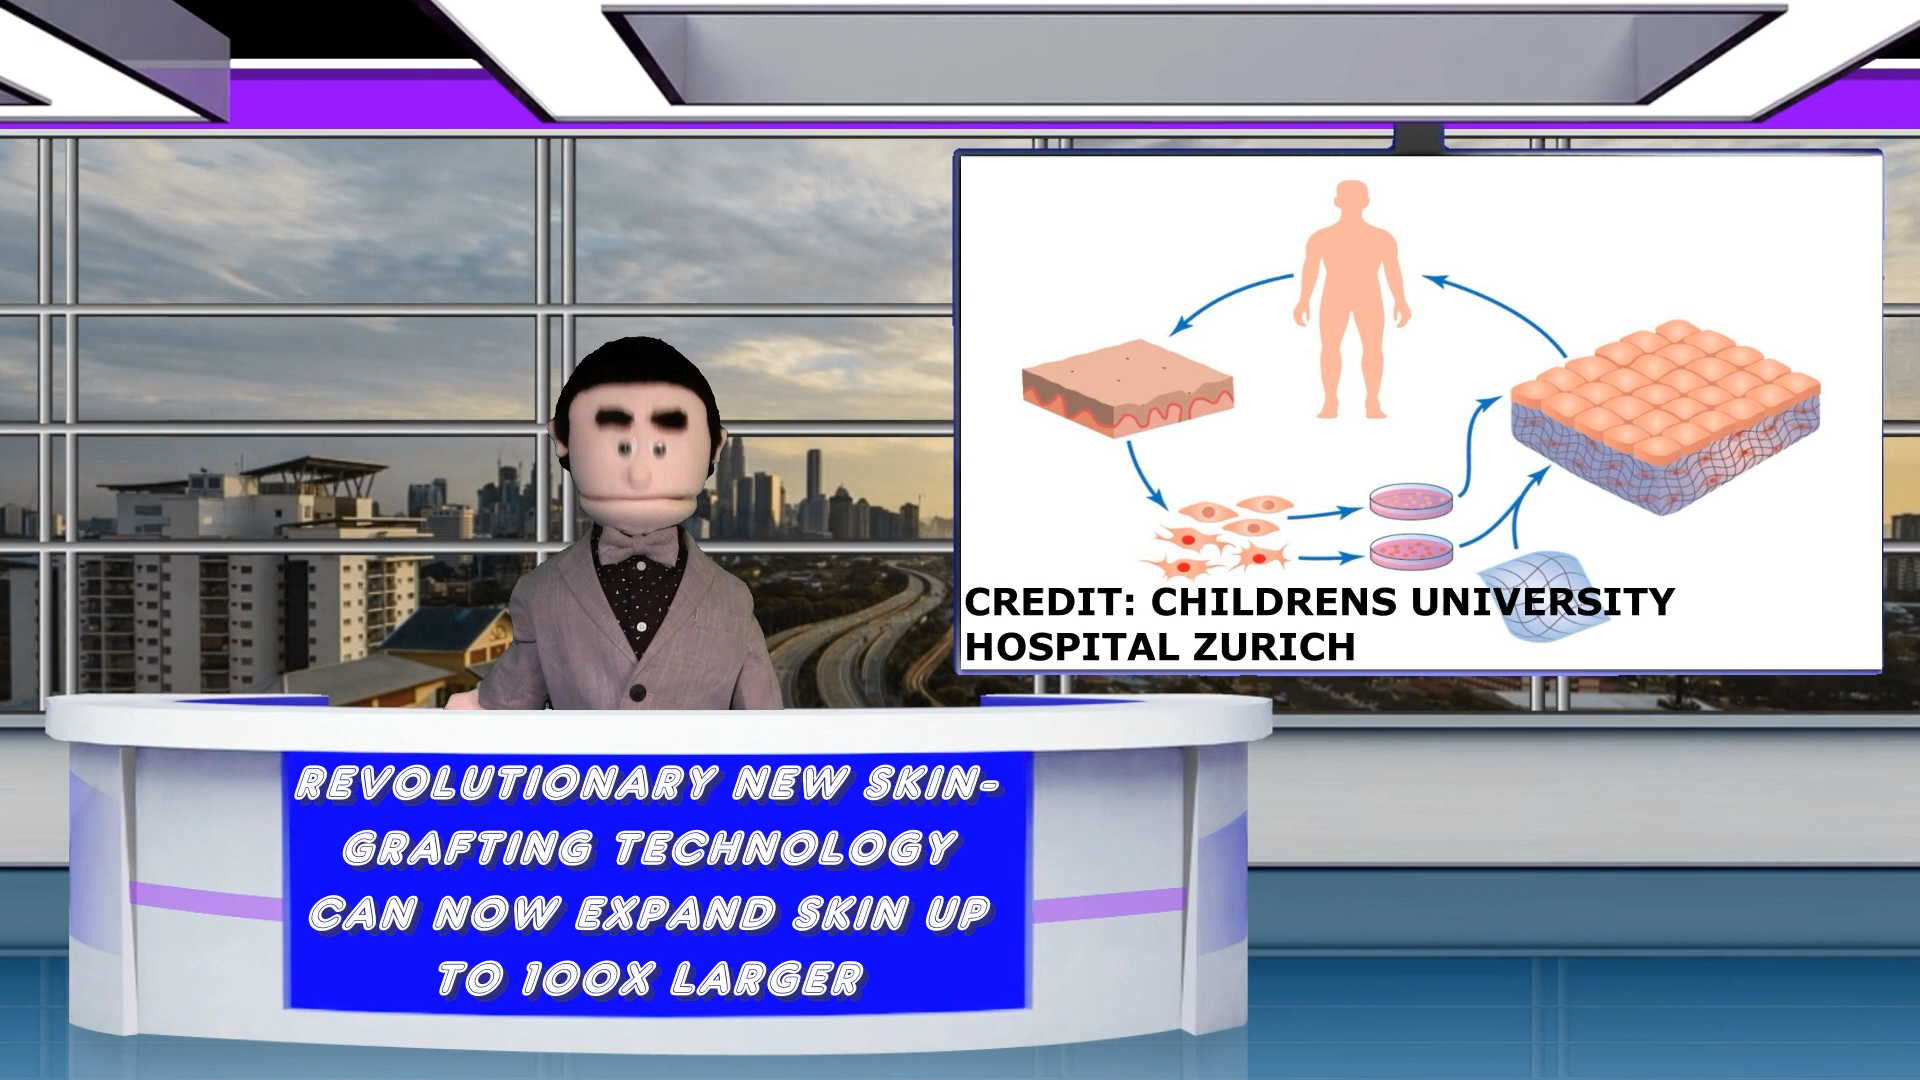 CREDIT: CHILDRENS UNIVERSITY
HOSPITAL ZURICH
REVOLUTIONARY NEW SKIN-
GRAFTING TECHNOLOGY
CAN NOW EXPAND SKIN UP
TO 100X LARGER